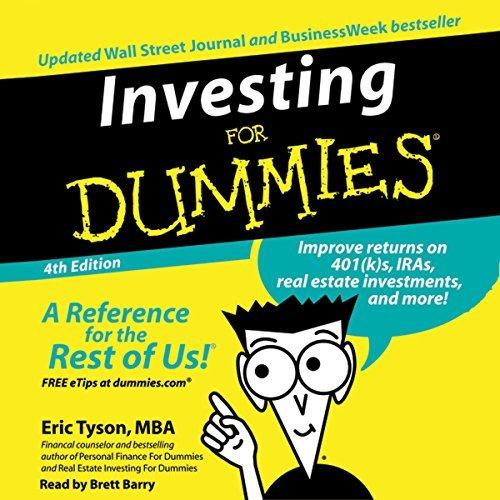 Updated Wall Street Journal and BusinessWeek bestseller
Investing
FOR
DUMMIES®
4th Edition
Improve returns on
401(k)s, IRAs,
real estate investments,
and more!
A Reference
for the
Rest of Us!®
FREE eTips at dummies.com®
Eric Tyson, MBA
Financal counselor and bestselling
author of Personal Finance For Dummies
and Real Estate Investing For Dummies
Read by Brett Barry